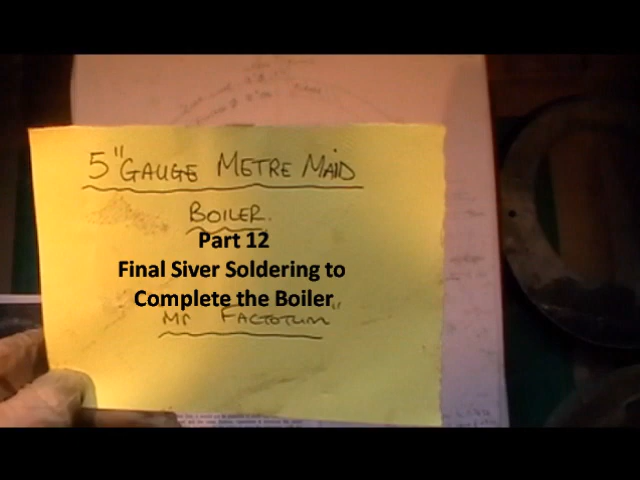 5" GAUGE METRE MAID
BOILER.
Part 12
Final Siver Soldering to
Complete the Boiler
Mr FACTOTUM"